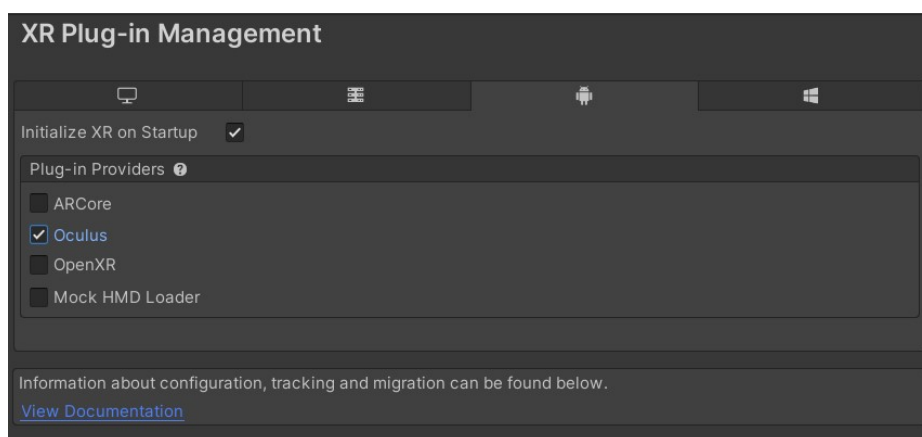 XR Plug-in Management
Initialize XR on Startup
Plug-in Providers
ARCore
Oculus
OpenXR
Mock HMD Loader
Information about configuration, tracking and migration can be found below.
View Documentation